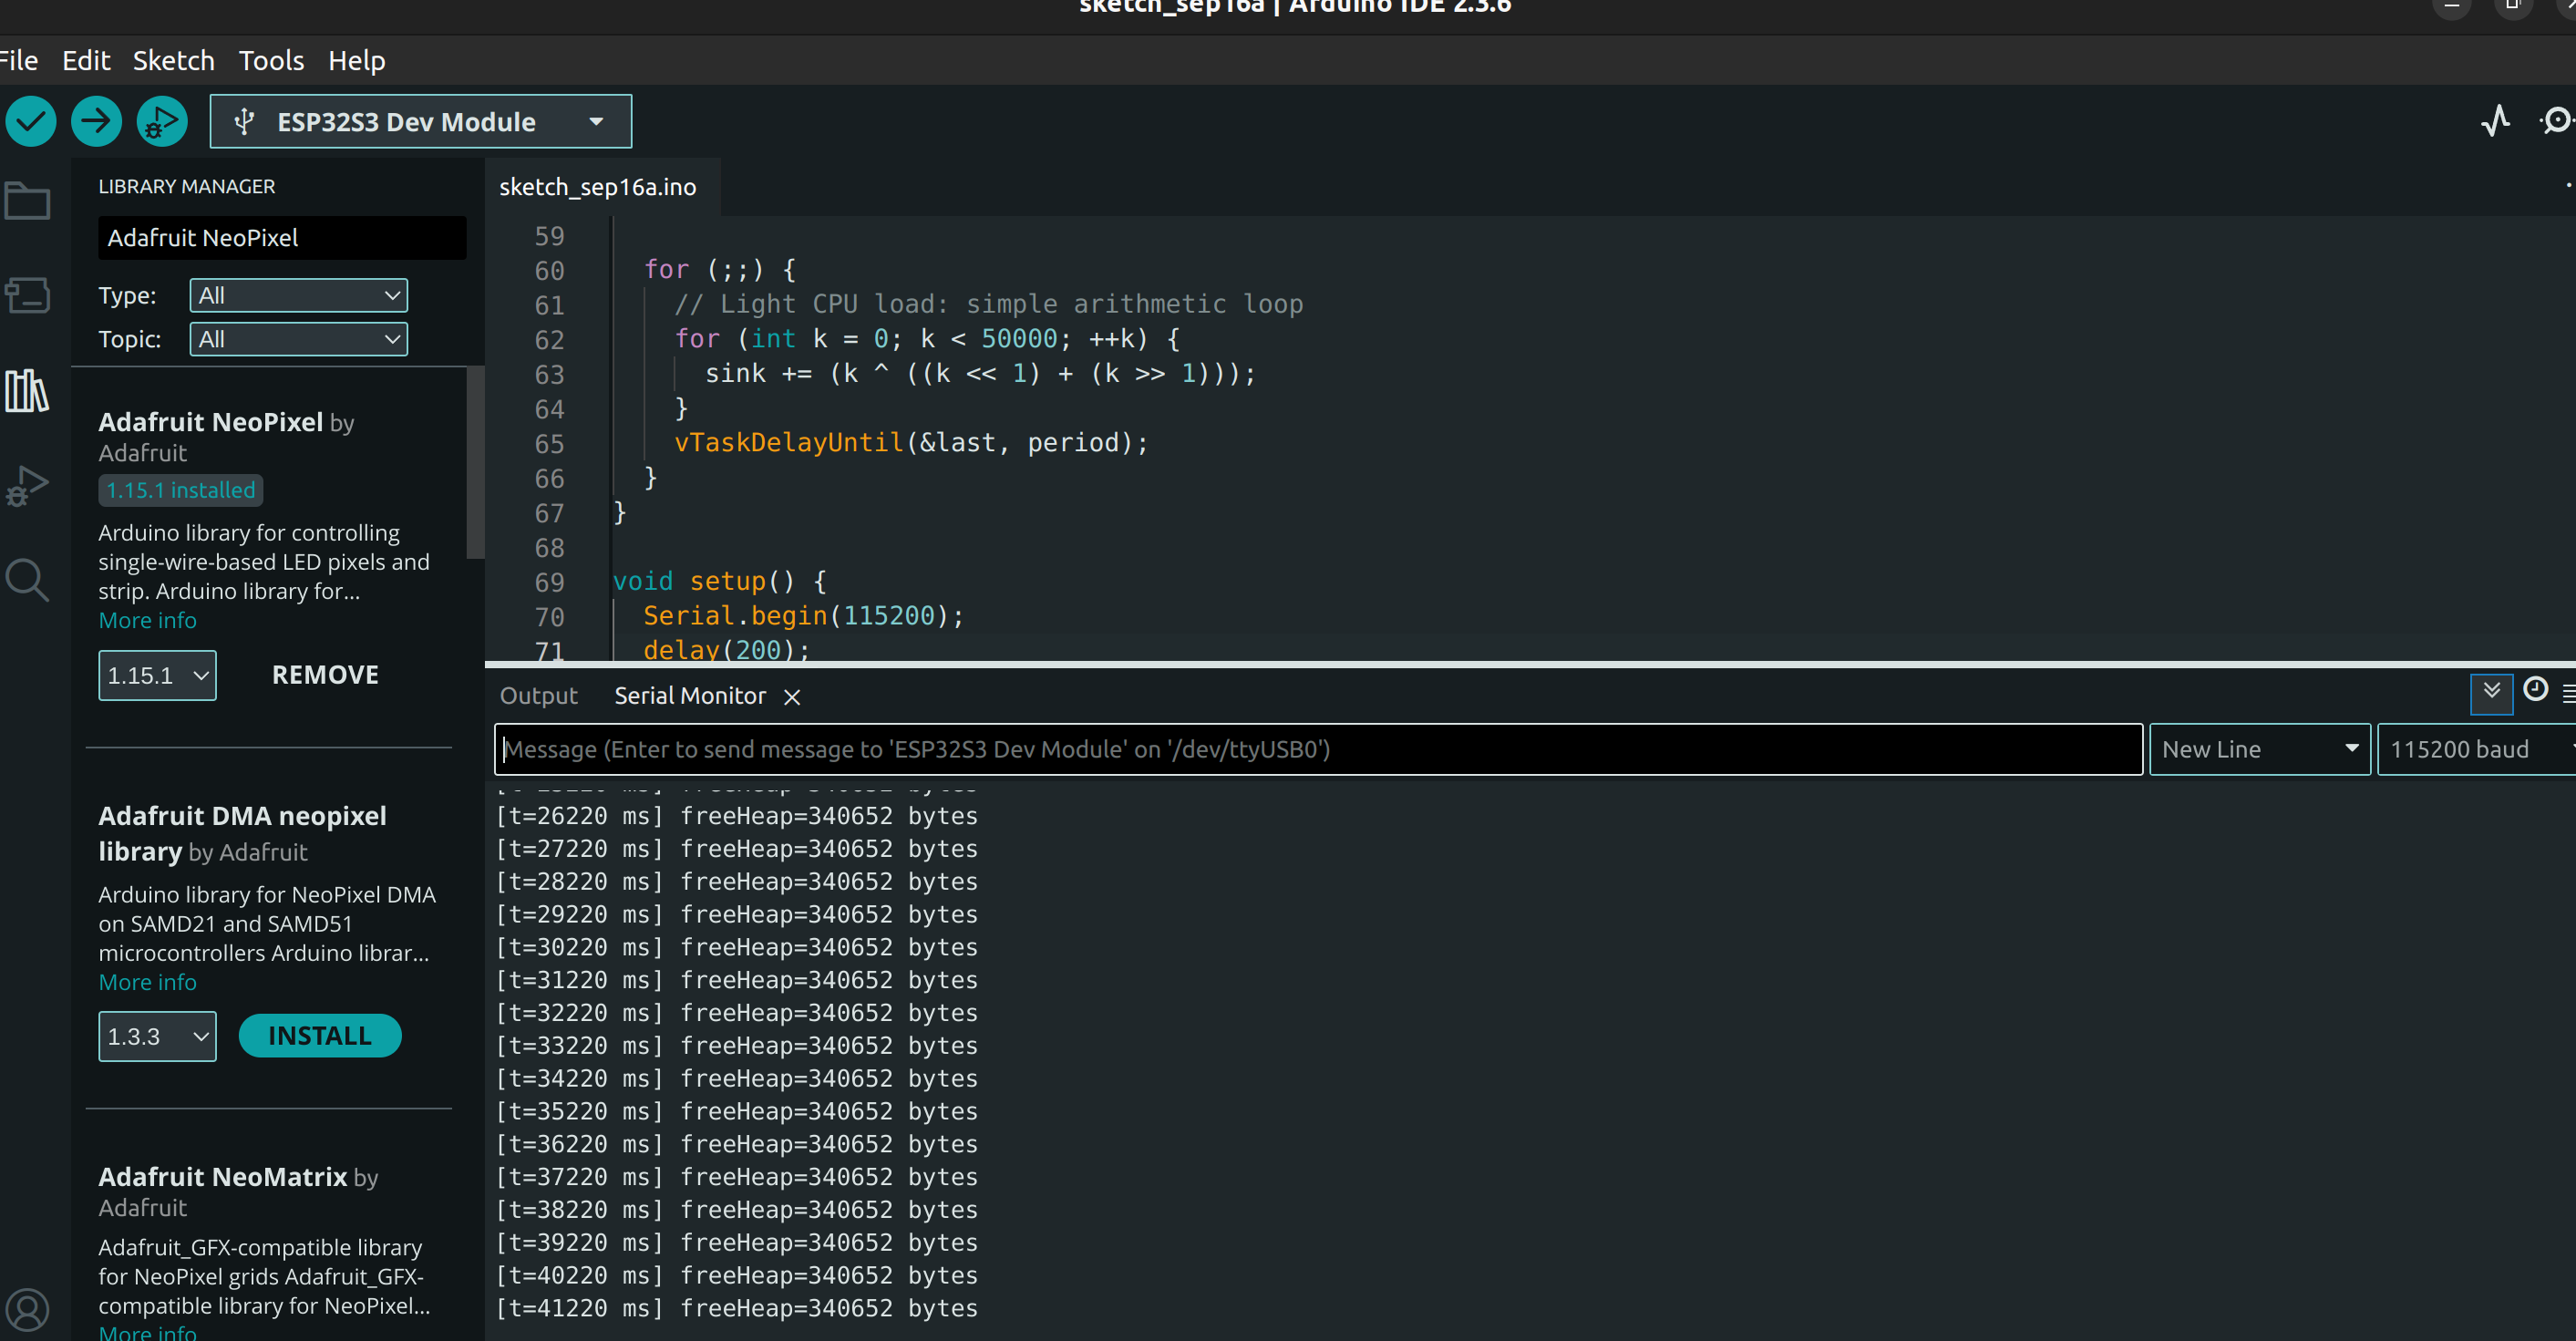 sketch_sep16a | Arduino IDE 2.3.6
File Edit Sketch Tools Help
ESP32S3 Dev Module
LIBRARY MANAGER
Adafruit NeoPixel
Type: All
Topic: All
Adafruit NeoPixel by
Adafruit
1.15.1 installed
Arduino library for controlling
single-wire-based LED pixels and
strip. Arduino library for...
More info
1.15.1 REMOVE
Adafruit DMA neopixel
library by Adafruit
Arduino library for NeoPixel DMA
on SAMD21 and SAMD51
microcontrollers Arduino librar...
More info
1.3.3 INSTALL
Adafruit NeoMatrix by
Adafruit
Adafruit_GFX-compatible library
for NeoPixel grids Adafruit_GFX-
compatible library for NeoPixel...
More info
sketch_sep16a.ino
59
60 for (;;) {
61 // Light CPU load: simple arithmetic loop
62 for (int k = 0; k < 50000; ++k) {
63 sink += (k ^ ((k << 1) + (k >> 1)));
64 }
65 vTaskDelayUntil(&last, period);
66 }
67 }
68
69 void setup() {
70 Serial.begin(115200);
71 delay(200);
Output Serial Monitor
Message (Enter to send message to 'ESP32S3 Dev Module' on '/dev/ttyUSB0')
New Line
115200 baud
[t=26220 ms] freeHeap=340652 bytes
[t=27220 ms] freeHeap=340652 bytes
[t=28220 ms] freeHeap=340652 bytes
[t=29220 ms] freeHeap=340652 bytes
[t=30220 ms] freeHeap=340652 bytes
[t=31220 ms] freeHeap=340652 bytes
[t=32220 ms] freeHeap=340652 bytes
[t=33220 ms] freeHeap=340652 bytes
[t=34220 ms] freeHeap=340652 bytes
[t=35220 ms] freeHeap=340652 bytes
[t=36220 ms] freeHeap=340652 bytes
[t=37220 ms] freeHeap=340652 bytes
[t=38220 ms] freeHeap=340652 bytes
[t=39220 ms] freeHeap=340652 bytes
[t=40220 ms] freeHeap=340652 bytes
[t=41220 ms] freeHeap=340652 bytes